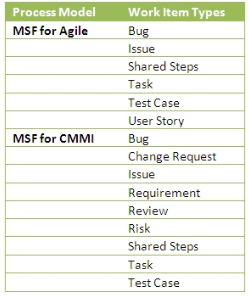 Process Model Work Item Types
MSF for Agile Bug
Issue
Shared Steps
Task
Test Case
User Story
MSF for CMMI Bug
Change Request
Issue
Requirement
Review
Risk
Shared Steps
Task
Test Case